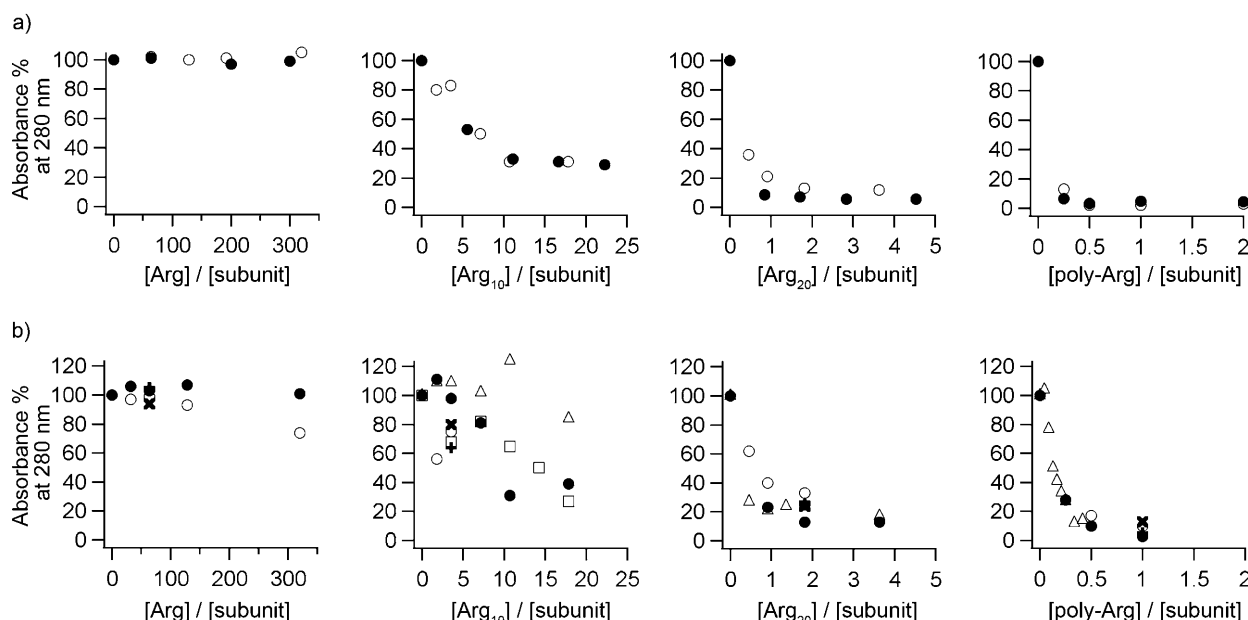 a)
Absorbance %
at 280 nm
100
80
60
40
20
0
0 100 200 300
[Arg] / [subunit]
100
80
60
40
20
0
0 5 10 15 20 25
[Arg10] / [subunit]
100
80
60
40
20
0
0 1 2 3 4 5
[Arg20] / [subunit]
100
80
60
40
20
0
0 0.5 1 1.5 2
[poly-Arg] / [subunit]
b)
Absorbance %
at 280 nm
120
100
80
60
40
20
0
0 100 200 300
[Arg] / [subunit]
120
100
80
60
40
20
0
0 5 10 15 20 25
[Arg10] / [subunit]
120
100
80
60
40
20
0
0 1 2 3 4 5
[Arg20] / [subunit]
120
100
80
60
40
20
0
0 0.5 1 1.5 2
[poly-Arg] / [subunit]